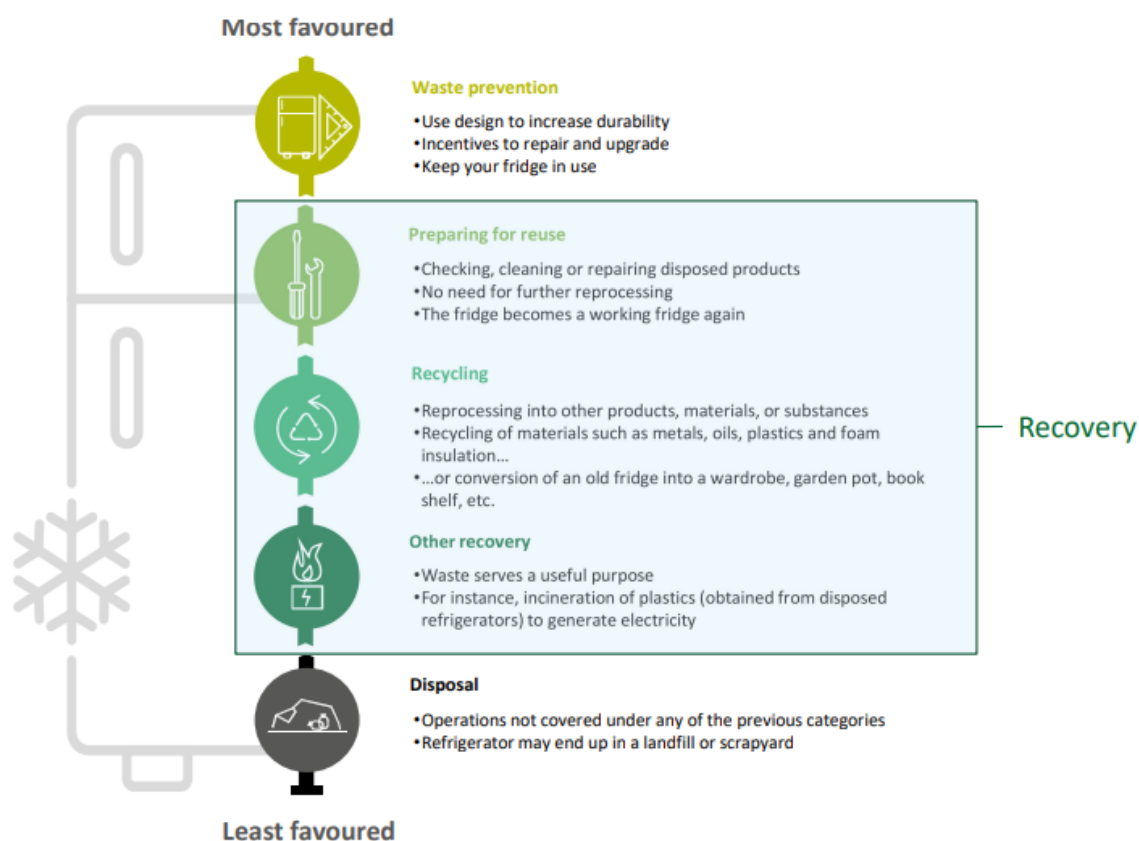 Most favoured
Waste prevention
•Use design to increase durability
•Incentives to repair and upgrade
•Keep your fridge in use
Preparing for reuse
•Checking, cleaning or repairing disposed products
•No need for further reprocessing
•The fridge becomes a working fridge again
Recycling
•Reprocessing into other products, materials, or substances
•Recycling of materials such as metals, oils, plastics and foam
insulation…
•…or conversion of an old fridge into a wardrobe, garden pot, book
shelf, etc.
Recovery
Other recovery
•Waste serves a useful purpose
•For instance, incineration of plastics (obtained from disposed
refrigerators) to generate electricity
Disposal
•Operations not covered under any of the previous categories
•Refrigerator may end up in a landfill or scrapyard
Least favoured